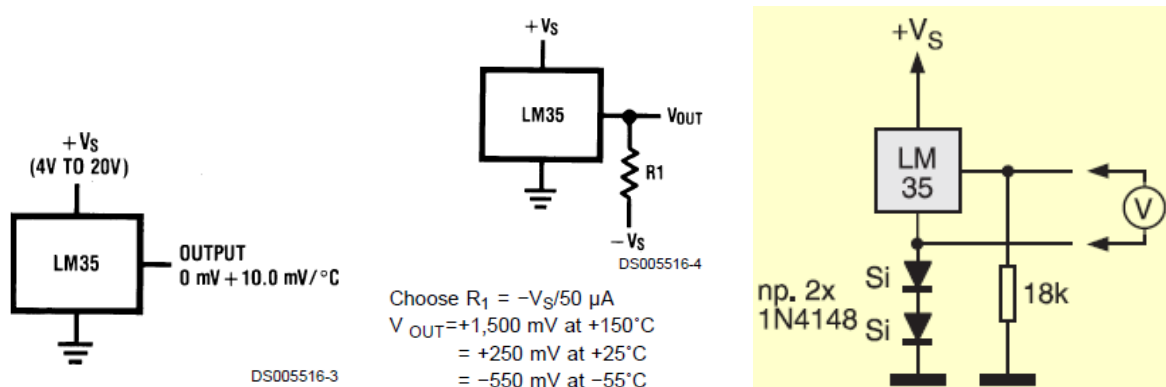 +VS
(4V TO 20V)
LM35
OUTPUT
0 mV + 10.0 mV/°C
DS005516-3
+VS
LM35
VOUT
R1
−VS
DS005516-4
Choose R1 = −VS/50 µA
V OUT=+1,500 mV at +150°C
= +250 mV at +25°C
= −550 mV at −55°C
+VS
LM
35
V
Si
np. 2x
1N4148
Si
18k